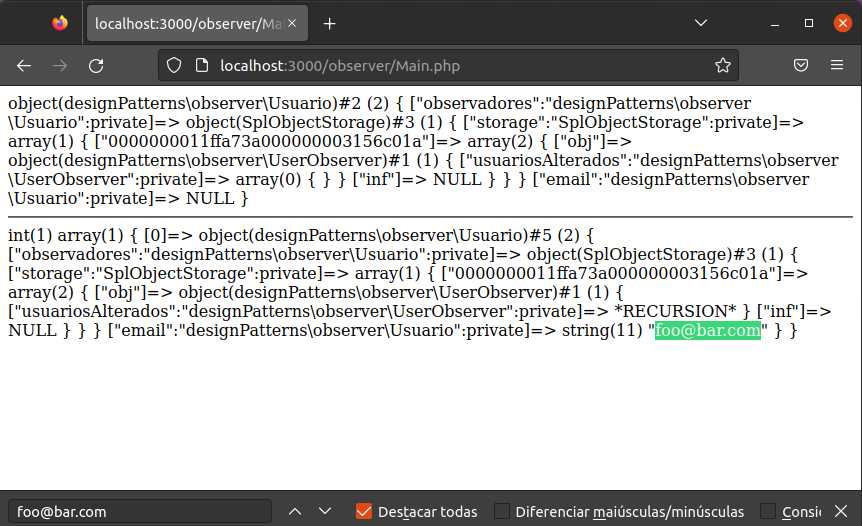 localhost:3000/observer/Mai
localhost:3000/observer/Main.php
object(designPatterns\observer\Usuario)#2 (2) { ["observadores":"designPatterns\observer
\Usuario":private]=> object(SplObjectStorage)#3 (1) { ["storage":"SplObjectStorage":private]=>
array(1) { ["0000000011ffa73a000000003156c01a"]=> array(2) { ["obj"]=>
object(designPatterns\observer\UserObserver)#1 (1) { ["usuariosAlterados":"designPatterns\observer
\UserObserver":private]=> array(0) { } } ["inf"]=> NULL } } } ["email":"designPatterns\observer
\Usuario":private]=> NULL }
int(1) array(1) { [0]=> object(designPatterns\observer\Usuario)#5 (2) {
["observadores":"designPatterns\observer\Usuario":private]=> object(SplObjectStorage)#3 (1) {
["storage":"SplObjectStorage":private]=> array(1) { ["0000000011ffa73a000000003156c01a"]=>
array(2) { ["obj"]=> object(designPatterns\observer\UserObserver)#1 (1) {
["usuariosAlterados":"designPatterns\observer\UserObserver":private]=> *RECURSION* } ["inf"]=>
NULL } } } ["email":"designPatterns\observer\Usuario":private]=> string(11) "foo@bar.com" } }
foo@bar.com Destacar todas Diferenciar maiúsculas/minúsculas Consi